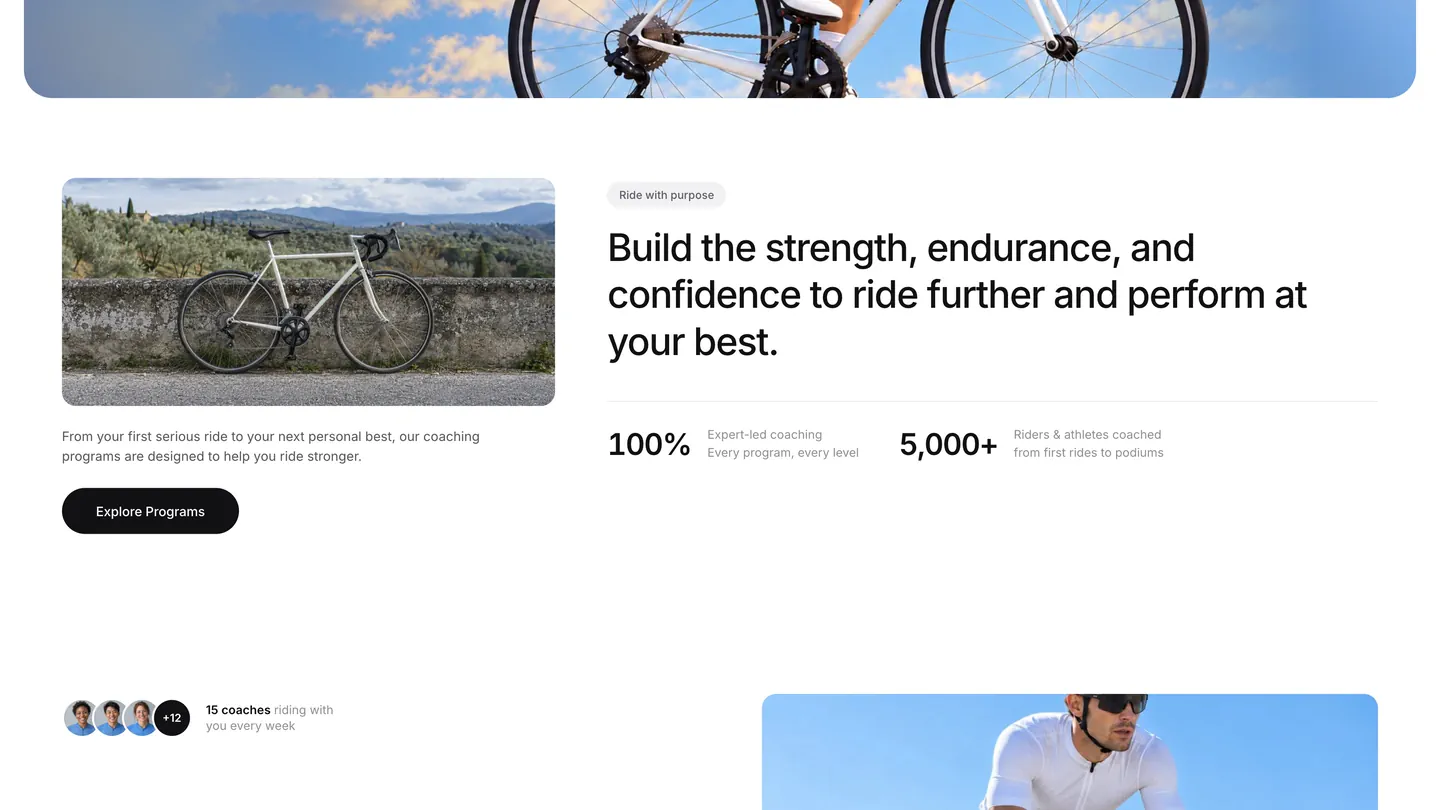 Ride with purpose
Build the strength, endurance, and
confidence to ride further and perform at
your best.
From your first serious ride to your next personal best, our coaching
programs are designed to help you ride stronger.
Explore Programs
100%
Expert-led coaching
Every program, every level
5,000+
Riders & athletes coached
from first rides to podiums
+12
15 coaches riding with
you every week